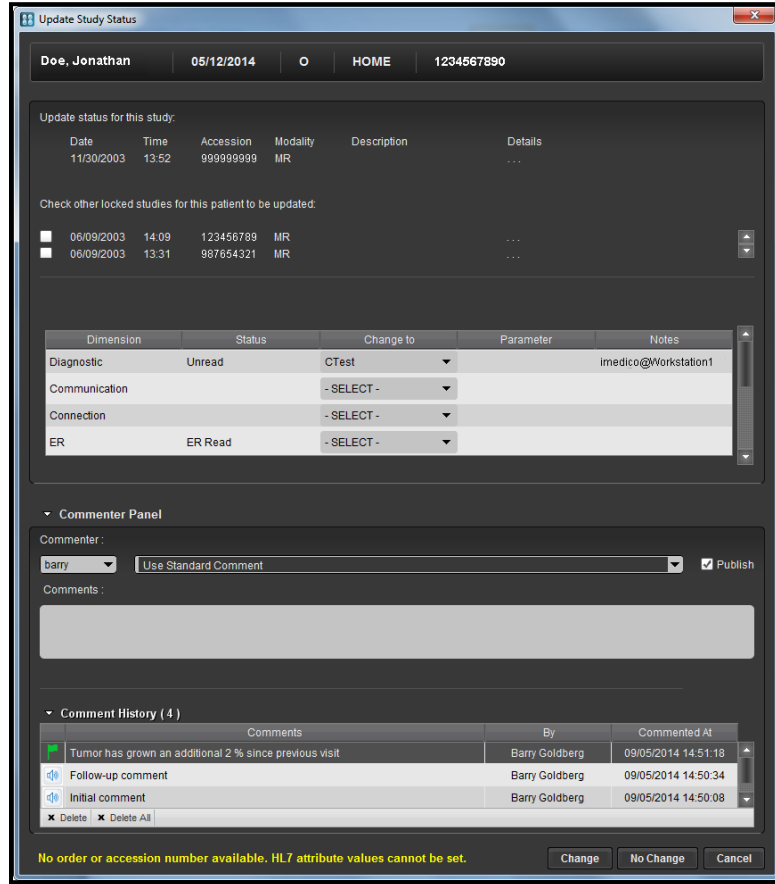 Update Study Status
Doe, Jonathan 05/12/2014 O HOME 1234567890
Update status for this study:
Date Time Accession Modality Description Details
11/30/2003 13:52 999999999 MR ...
Check other locked studies for this patient to be updated:
06/09/2003 14:09 123456789 MR ...
06/09/2003 13:31 987654321 MR ...
Dimension Status Change to Parameter Notes
Diagnostic Unread CTest imedico@Workstation1
Communication - SELECT -
Connection - SELECT -
ER ER Read - SELECT -
Commenter Panel
Commenter :
barry Use Standard Comment Publish
Comments :
Comment History ( 4 )
Comments By Commented At
Tumor has grown an additional 2 % since previous visit Barry Goldberg 09/05/2014 14:51:18
Follow-up comment Barry Goldberg 09/05/2014 14:50:34
Initial comment Barry Goldberg 09/05/2014 14:50:08
Delete Delete All
No order or accession number available. HL7 attribute values cannot be set. Change No Change Cancel